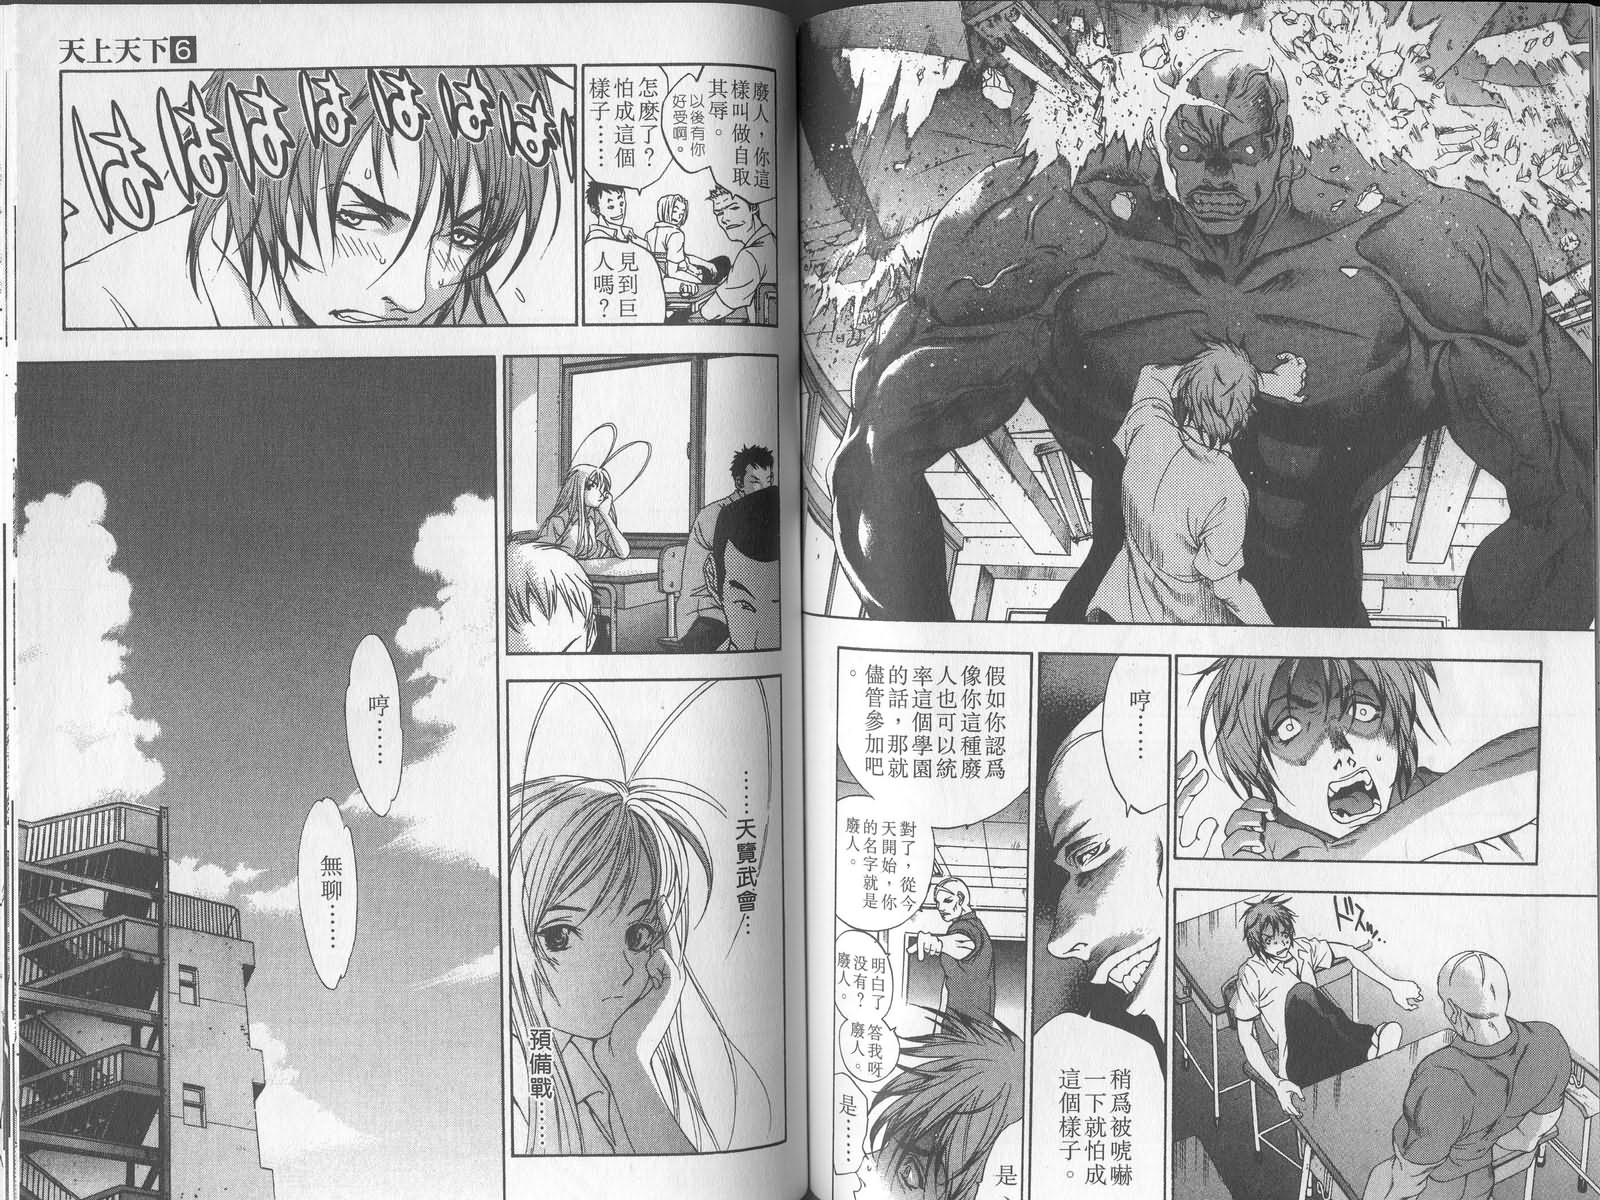 ドスッ…
哼……
稍爲被唬嚇
一下就怕成
這個樣子。
假如你認爲
像你這種廢
人也可以統
率這個學園
的話，那就
儘管參加吧
。
對了，從今
天開始，你
的名字就是
廢人。
明白了
没有？
廢人。
答我呀
廢人。
是……
是、
天上天下6
廢人，你這
樣叫做自取
其辱。
以後有你
好受啊。
怎麽了？
怕成這個
樣子……
見到巨
人嗎？
はははははははは
……天覽武會…
預備戰……
哼……
無聊……